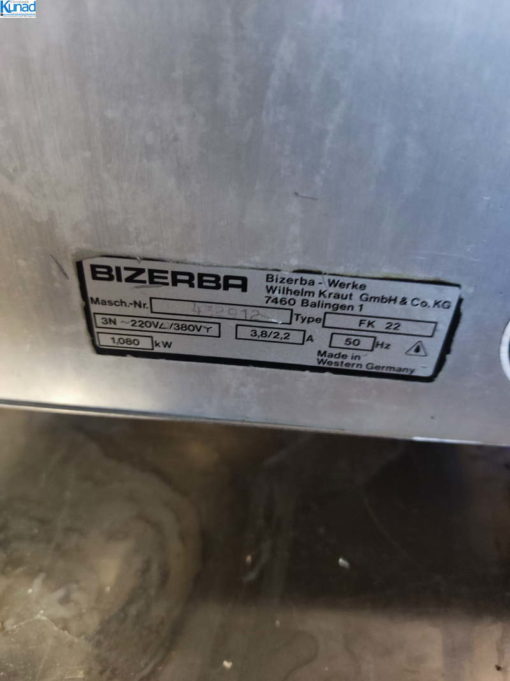 Kunad
BIZERBA
Bizerba - Werke
Wilhelm Kraut GmbH & Co. KG
7460 Balingen 1
Masch.-Nr.
Type FK 22
3N ~220V△/380VY 3,8/2,2 A 50 Hz
1,080 kW
Made in
Western Germany